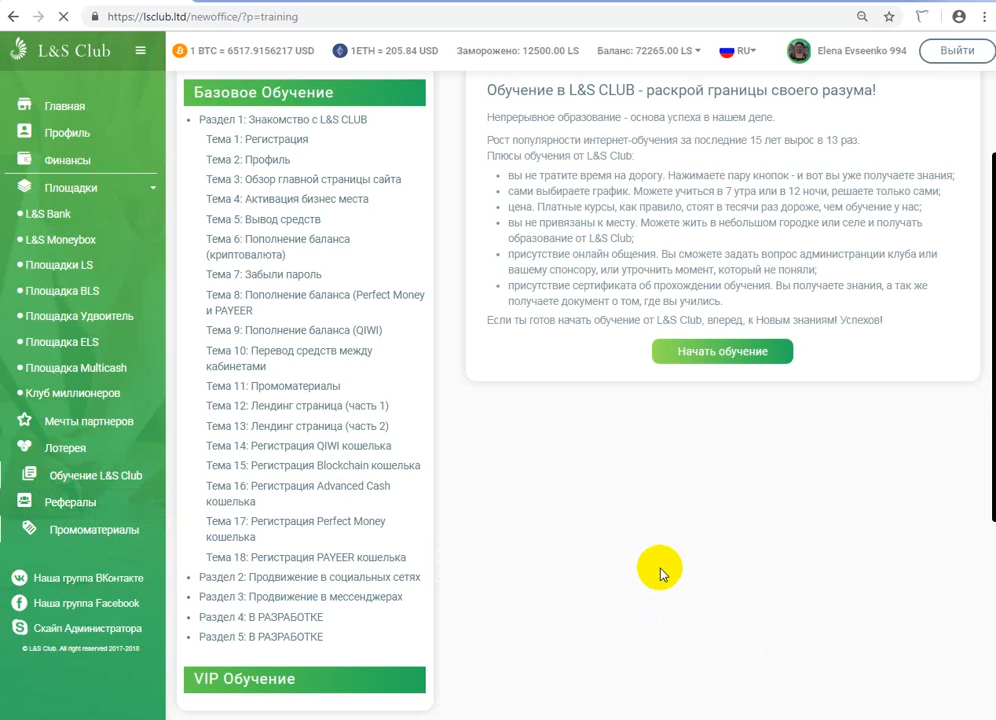 https://lsclub.ltd/newoffice/?p=training
L&S Club
1 BTC = 6517.9156217 USD
1ETH = 205.84 USD
Заморожено: 12500.00 LS
Баланс: 72265.00 LS
RU
Elena Evseenko 994
Выйти
Главная
Профиль
Финансы
Площадки
L&S Bank
L&S Moneybox
Площадки LS
Площадка BLS
Площадка Удвоитель
Площадка ELS
Площадка Multicash
Клуб миллионеров
Мечты партнеров
Лотерея
Обучение L&S Club
Рефералы
Промоматериалы
Наша группа ВКонтакте
Наша группа Facebook
Скайп Администратора
© L&S Club. All right reserved 2017-2018
Базовое Обучение
Раздел 1: Знакомство с L&S CLUB
Тема 1: Регистрация
Тема 2: Профиль
Тема 3: Обзор главной страницы сайта
Тема 4: Активация бизнес места
Тема 5: Вывод средств
Тема 6: Пополнение баланса
(криптовалюта)
Тема 7: Забыли пароль
Тема 8: Пополнение баланса (Perfect Money
и PAYEER
Тема 9: Пополнение баланса (QIWI)
Тема 10: Перевод средств между
кабинетами
Тема 11: Промоматериалы
Тема 12: Лендинг страница (часть 1)
Тема 13: Лендинг страница (часть 2)
Тема 14: Регистрация QIWI кошелька
Тема 15: Регистрация Blockchain кошелька
Тема 16: Регистрация Advanced Cash
кошелька
Тема 17: Регистрация Perfect Money
кошелька
Тема 18: Регистрация PAYEER кошелька
Раздел 2: Продвижение в социальных сетях
Раздел 3: Продвижение в мессенджерах
Раздел 4: В РАЗРАБОТКЕ
Раздел 5: В РАЗРАБОТКЕ
VIP Обучение
Обучение в L&S CLUB - раскрой границы своего разума!
Непрерывное образование - основа успеха в нашем деле.
Рост популярности интернет-обучения за последние 15 лет вырос в 13 раз.
Плюсы обучения от L&S Club:
вы не тратите время на дорогу. Нажимаете пару кнопок - и вот вы уже получаете знания;
сами выбираете график. Можете учиться в 7 утра или в 12 ночи, решаете только сами;
цена. Платные курсы, как правило, стоят в тысячи раз дороже, чем обучение у нас;
вы не привязаны к месту. Можете жить в небольшом городке или селе и получать
образование от L&S Club;
присутствие онлайн общения. Вы сможете задать вопрос администрации клуба или
вашему спонсору, или уточнить момент, который не поняли;
присутствие сертификата об прохождении обучения. Вы получаете знания, а так же
получаете документ о том, где вы учились.
Если ты готов начать обучение от L&S Club, вперед, к Новым знаниям! Успехов!
Начать обучение